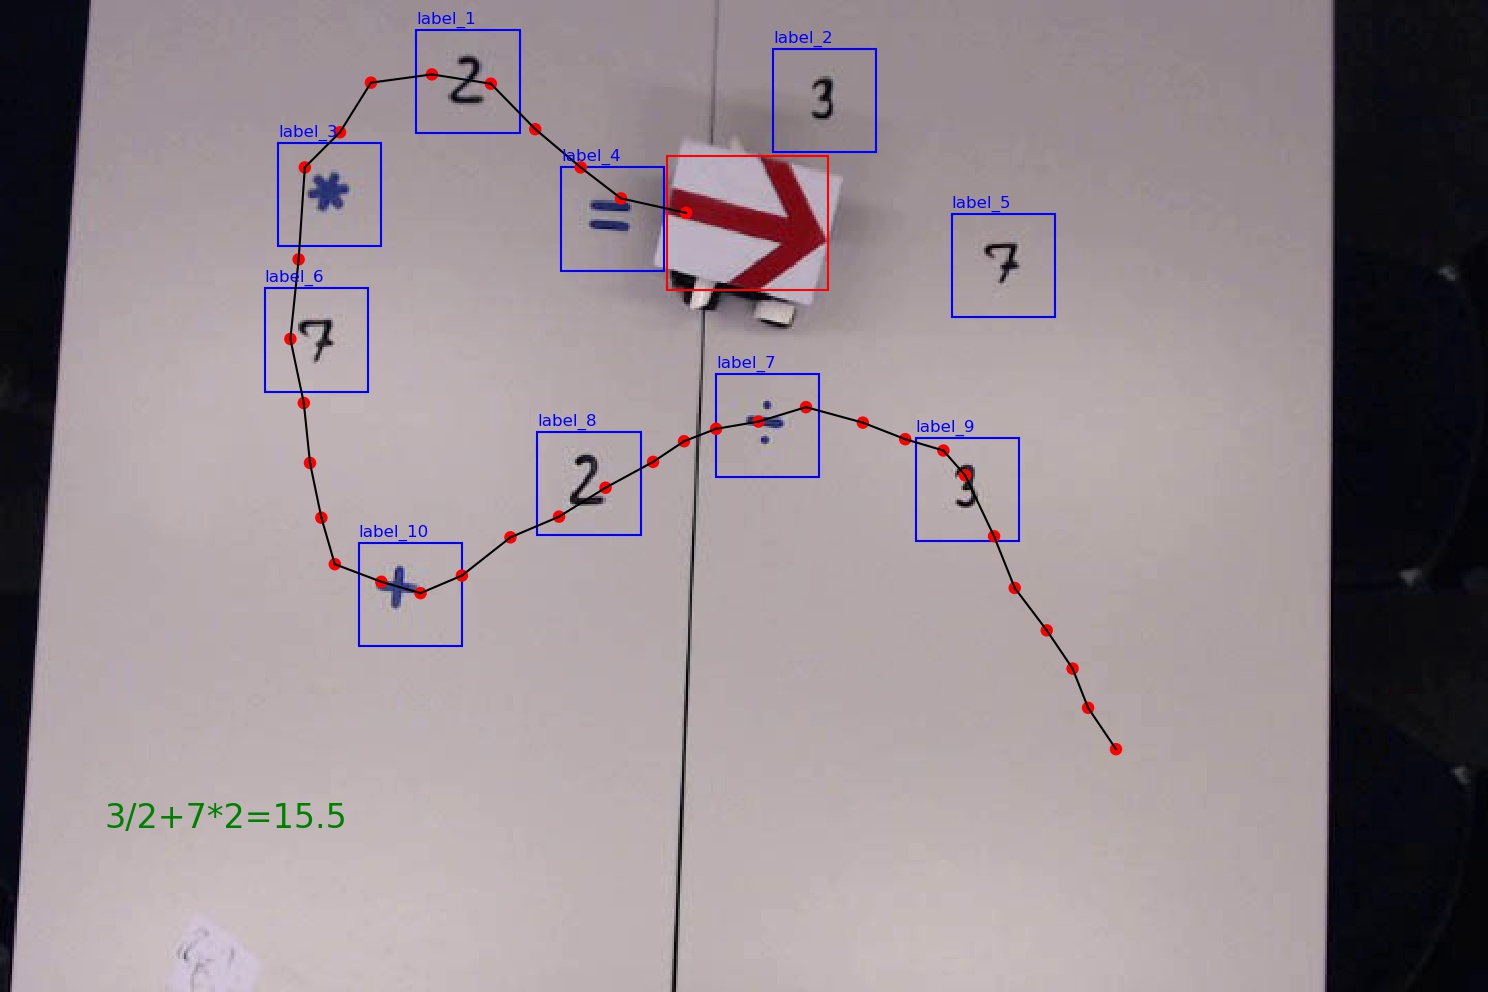 label_1
2
label_2
3
label_3
*
label_4
=
label_5
7
label_6
7
label_7
÷
label_8
2
label_9
3
label_10
+
3/2+7*2=15.5